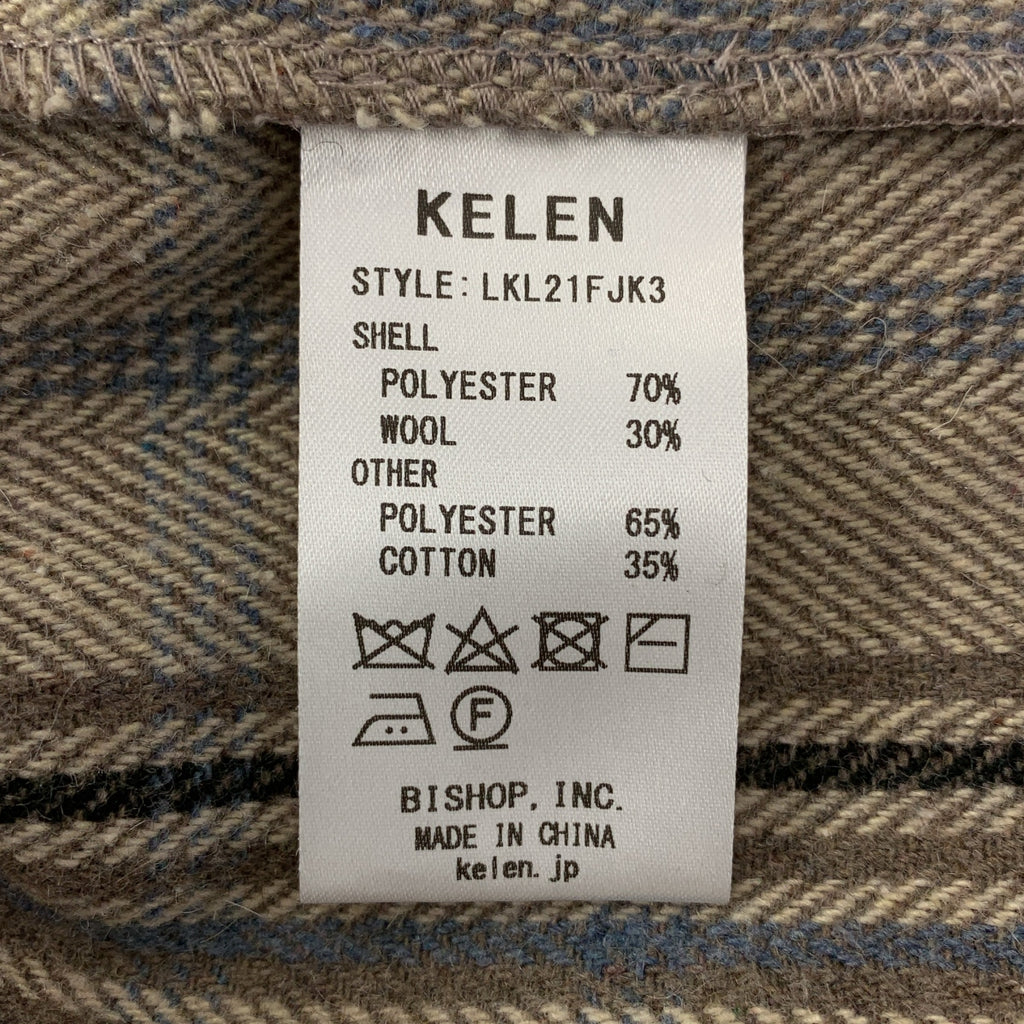 KELEN
STYLE: LKL21FJK3
SHELL
POLYESTER 70%
WOOL 30%
OTHER
POLYESTER 65%
COTTON 35%
F
BISHOP, INC.
MADE IN CHINA
kelen.jp